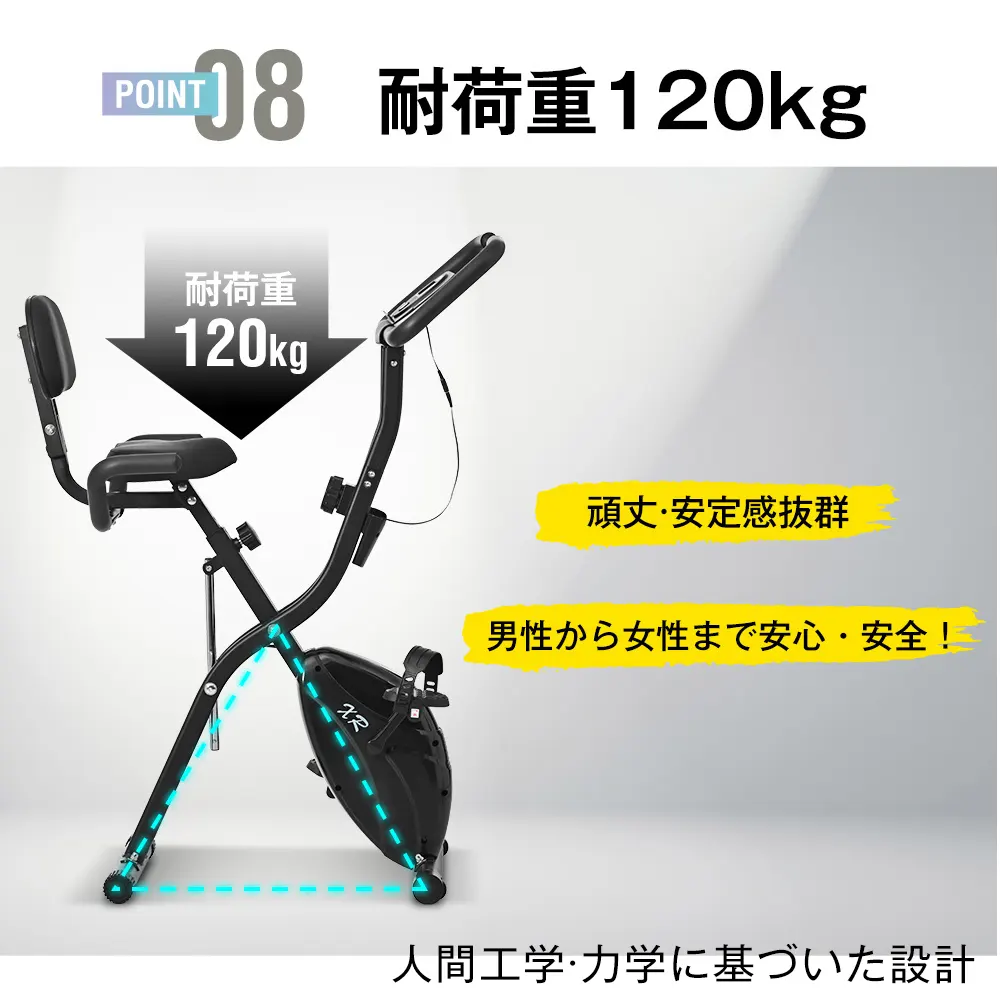 POINT 08
耐荷重120kg
耐荷重
120kg
頑丈·安定感抜群
男性から女性まで安心・安全！
XR
人間工学·力学に基づいた設計